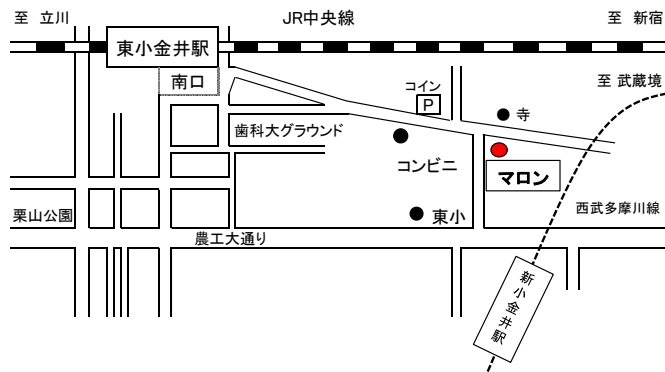 至 立川
JR中央線
至 新宿
東小金井駅
南口
至 武蔵境
コイン
P
寺
歯科大グラウンド
コンビニ
マロン
栗山公園
東小
西武多摩川線
農工大通り
新小金井駅